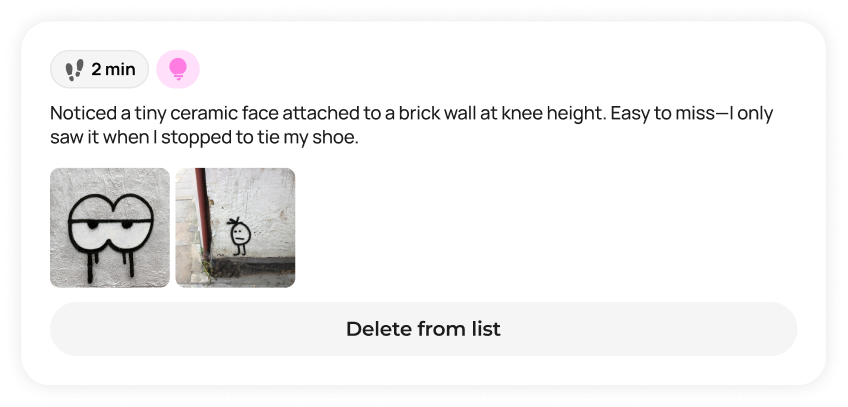 2 min
Noticed a tiny ceramic face attached to a brick wall at knee height. Easy to miss—I only
saw it when I stopped to tie my shoe.
Delete from list